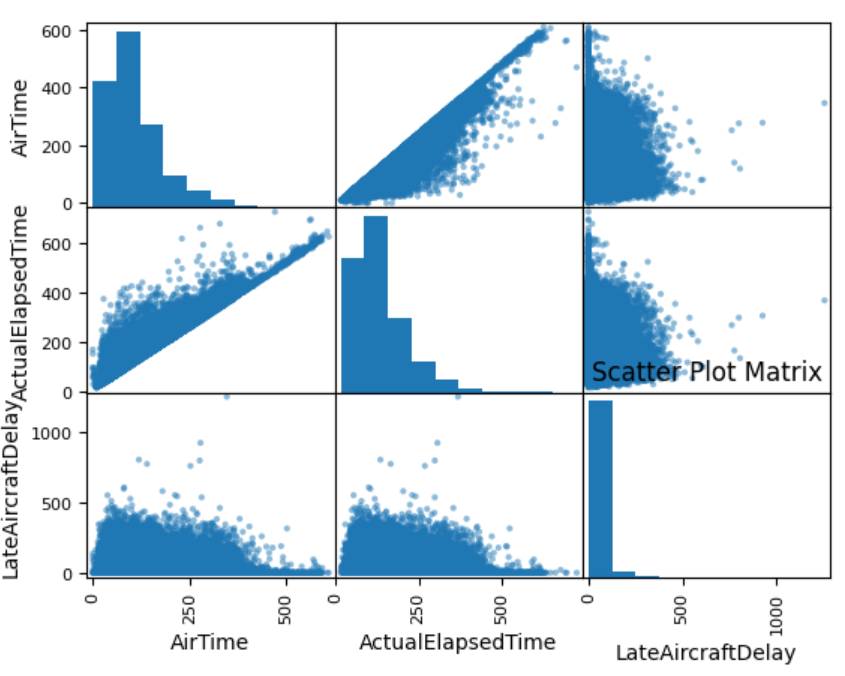 600
400
200
0
AirTime
600
400
200
0
ActualElapsedTime
Scatter Plot Matrix
1000
500
0
LateAircraftDelay
0 250 500 0 250 500 0 500 1000
AirTime ActualElapsedTime LateAircraftDelay